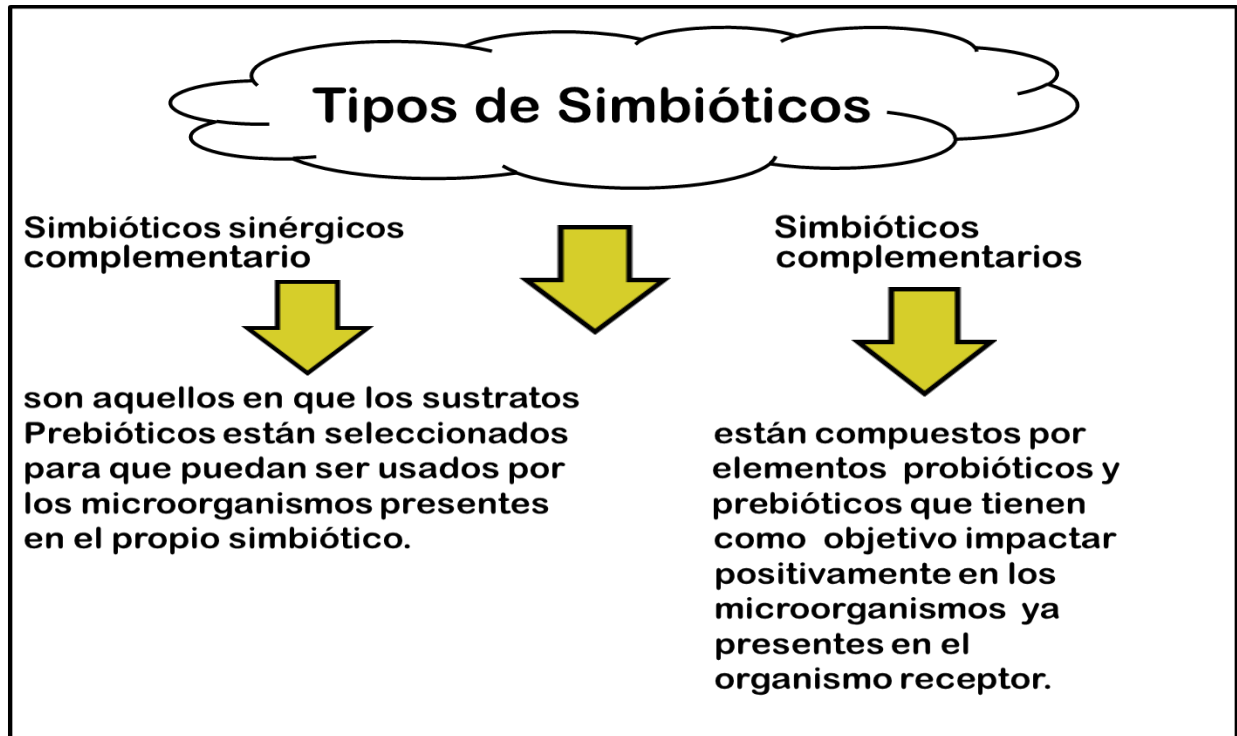 Tipos de Simbióticos
Simbióticos sinérgicos
complementario
son aquellos en que los sustratos
Prebióticos están seleccionados
para que puedan ser usados por
los microorganismos presentes
en el propio simbiótico.
Simbióticos
complementarios
están compuestos por
elementos probióticos y
prebióticos que tienen
como objetivo impactar
positivamente en los
microorganismos ya
presentes en el
organismo receptor.